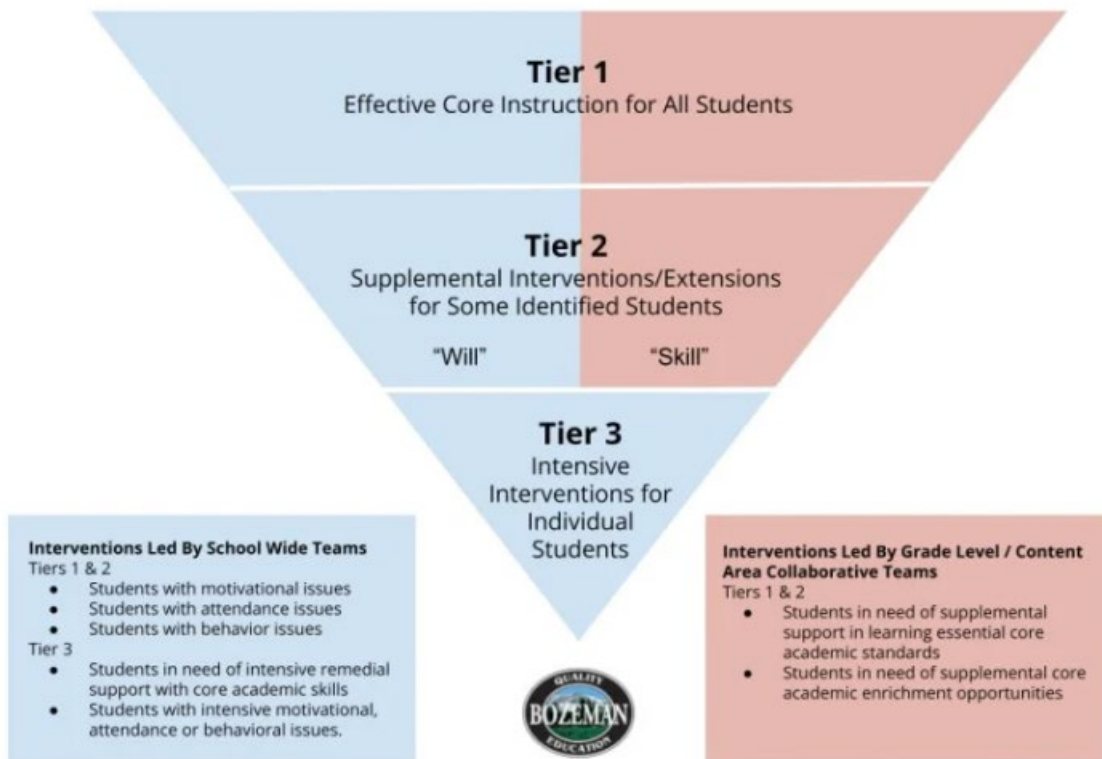 Tier 1
Effective Core Instruction for All Students
Tier 2
Supplemental Interventions/Extensions
for Some Identified Students
“Will”
“Skill”
Tier 3
Intensive
Interventions for
Individual
Students
Interventions Led By School Wide Teams
Tiers 1 & 2
● Students with motivational issues
● Students with attendance issues
● Students with behavior issues
Tier 3
● Students in need of intensive remedial
support with core academic skills
● Students with intensive motivational,
attendance or behavioral issues.
QUALITY
BOZEMAN
EDUCATION
Interventions Led By Grade Level / Content
Area Collaborative Teams
Tiers 1 & 2
● Students in need of supplemental
support in learning essential core
academic standards
● Students in need of supplemental core
academic enrichment opportunities